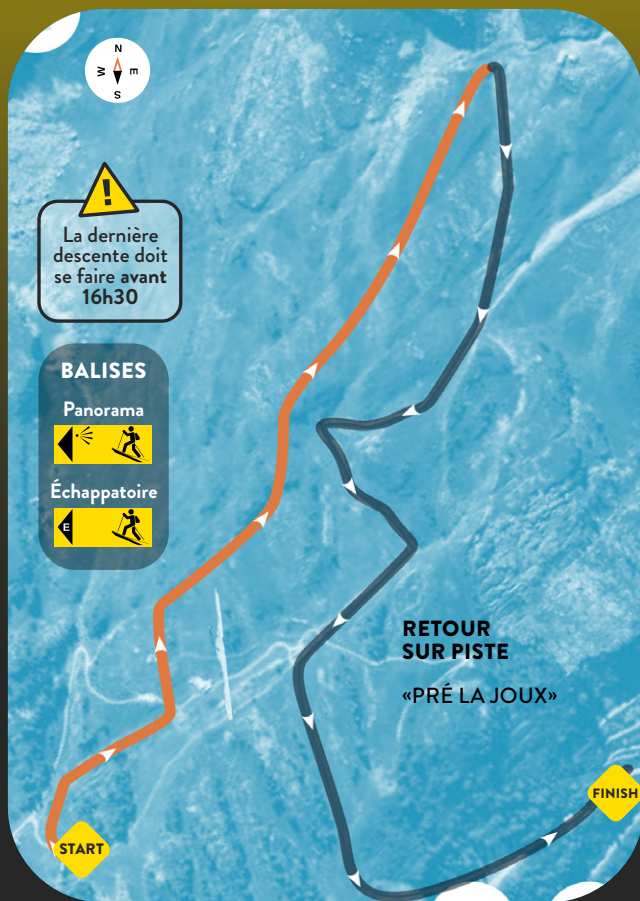 N
W
E
S
!
La dernière
descente doit
se faire avant
16h30
BALISES
Panorama
Échappatoire
E
RETOUR
SUR PISTE
«PRÉ LA JOUX»
FINISH
START